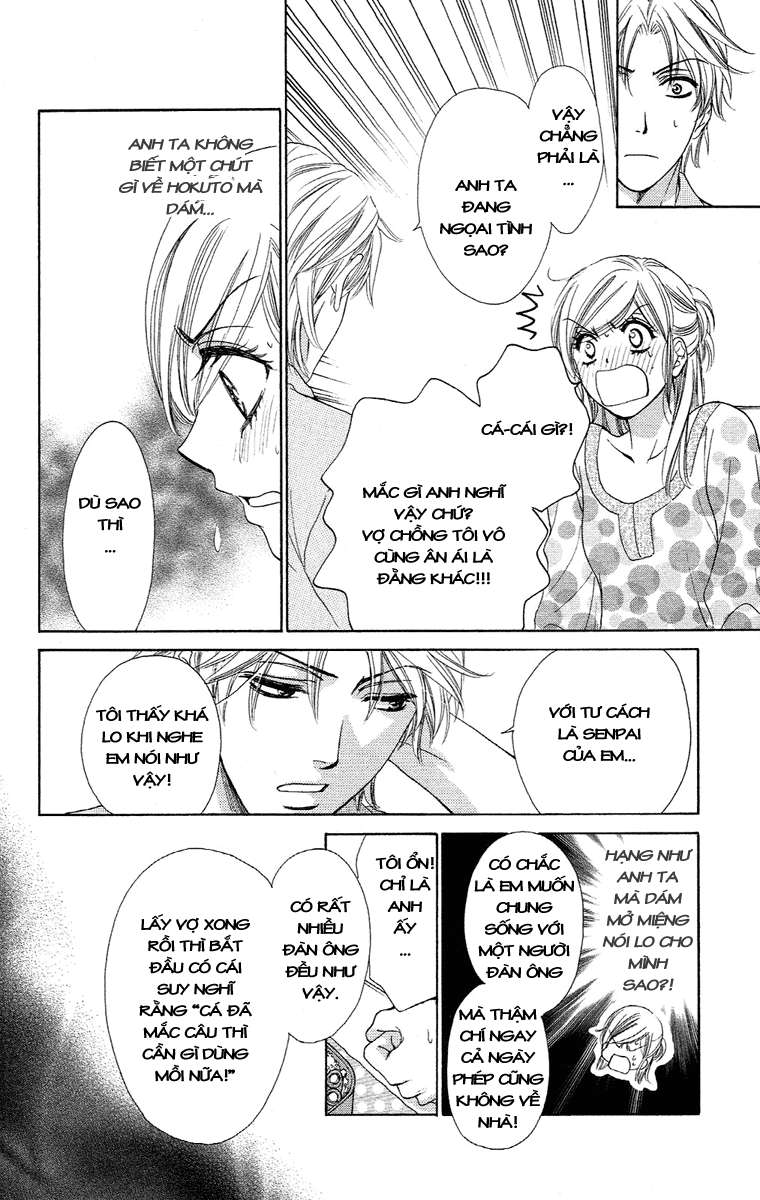 VẬY
CHẲNG
PHẢI LÀ
...
ANH TA
ĐANG
NGOẠI TÌNH
SAO?
CÁ-CÁI GÌ?!
MẮC GÌ ANH NGHĨ
VẬY CHỨ?
VỢ CHỒNG TÔI VÔ
CÙNG ÂN ÁI LÀ
ĐẰNG KHÁC!!!
ANH TA KHÔNG
BIẾT MỘT CHÚT
GÌ VỀ HOKUTO MÀ
DÁM...
DÙ SAO
THÌ
...
VỚI TƯ CÁCH
LÀ SENPAI
CỦA EM...
TÔI THẤY KHÁ
LO KHI NGHE
EM NÓI NHƯ
VẬY!
HẠNG NHƯ
ANH TA
MÀ DÁM
MỞ MIỆNG
NÓI LO CHO
MÌNH
SAO?!
CÓ CHẮC
LÀ EM MUỐN
CHUNG
SỐNG VỚI
MỘT NGƯỜI
ĐÀN ÔNG
MÀ THẬM
CHÍ NGAY
CẢ NGÀY
PHÉP CŨNG
KHÔNG VỀ
NHÀ!
TÔI ỔN!
CHỈ LÀ
ANH
ẤY
...
CÓ RẤT
NHIỀU
ĐÀN ÔNG
ĐỀU NHƯ
VẬY.
LẤY VỢ XONG
RỒI THÌ BẮT
ĐẦU CÓ CÁI
SUY NGHĨ
RẰNG "CÁ ĐÃ
MẮC CÂU THÌ
CẦN GÌ DÙNG
MỒI NỮA!"